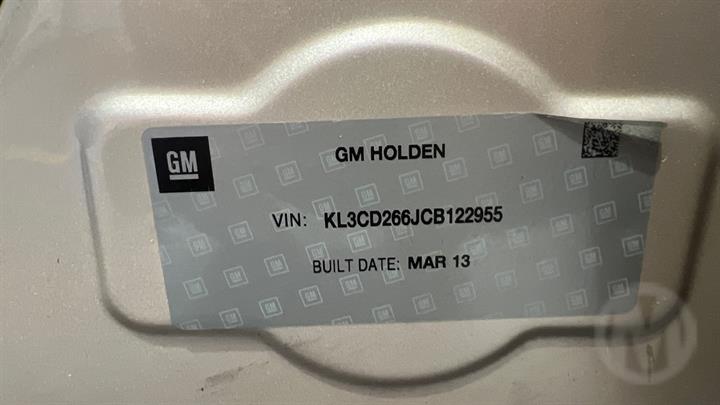 GM
GM HOLDEN
VIN: KL3CD266JCB122955
BUILT DATE: MAR 13
M